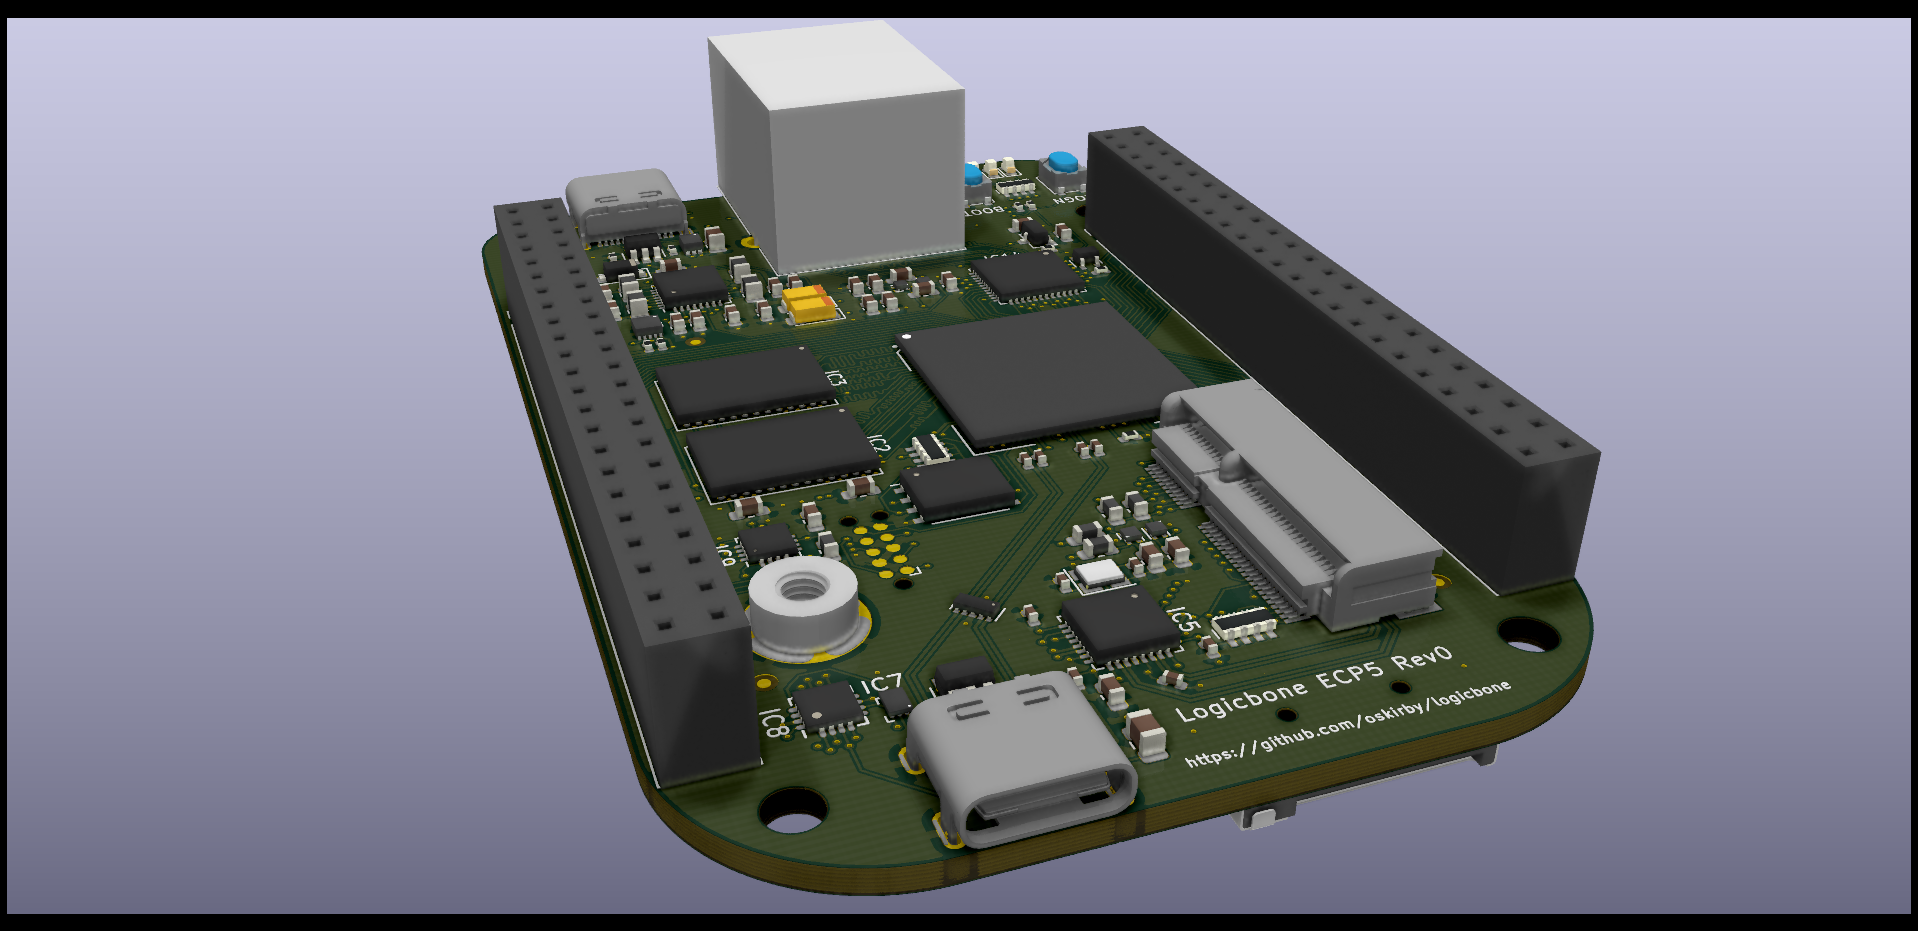 BOOT
IC3
IC2
IC5
IC7
IC8
Logicbone ECP5 Rev0
https://github.com/oskirby/logicbone